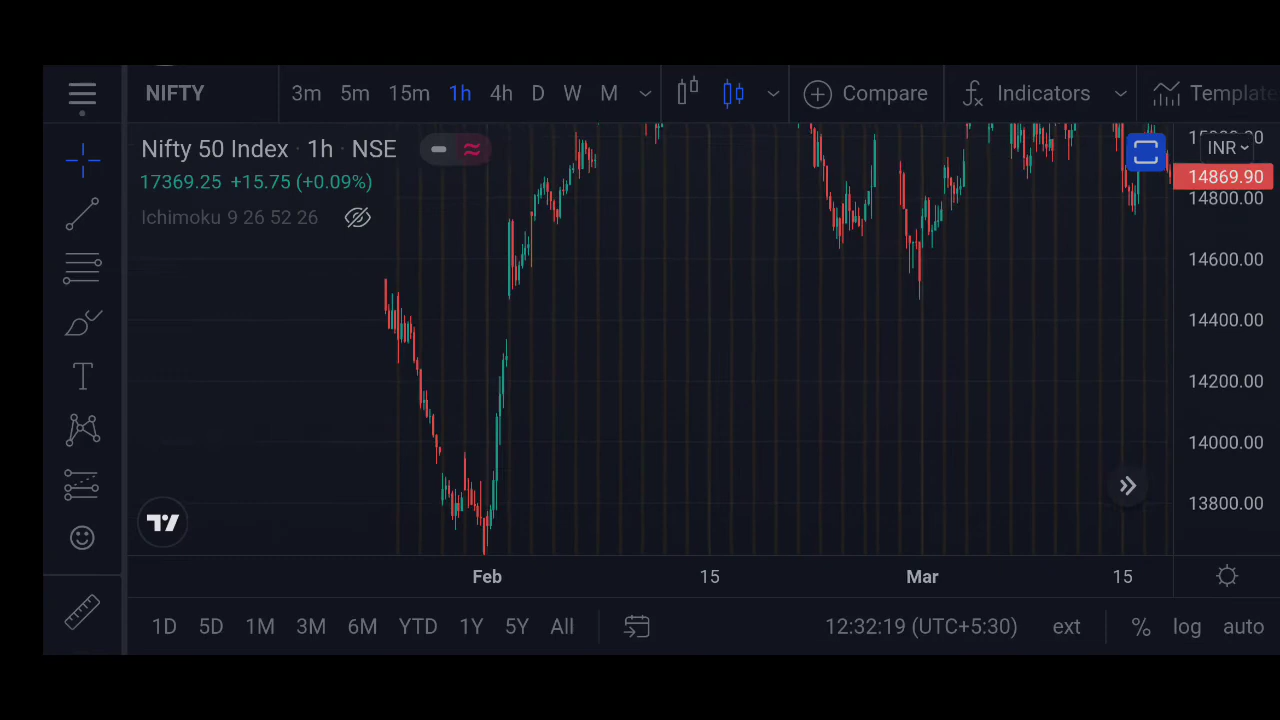 NIFTY 3m 5m 15m 1h 4h D W M Compare Indicators Template
Nifty 50 Index · 1h · NSE
INR
17369.25 +15.75 (+0.09%)
14869.90
Ichimoku 9 26 52 26
14800.00
14600.00
14400.00
14200.00
14000.00
13800.00
Feb 15 Mar 15
1D 5D 1M 3M 6M YTD 1Y 5Y All 12:32:19 (UTC+5:30) ext % log auto